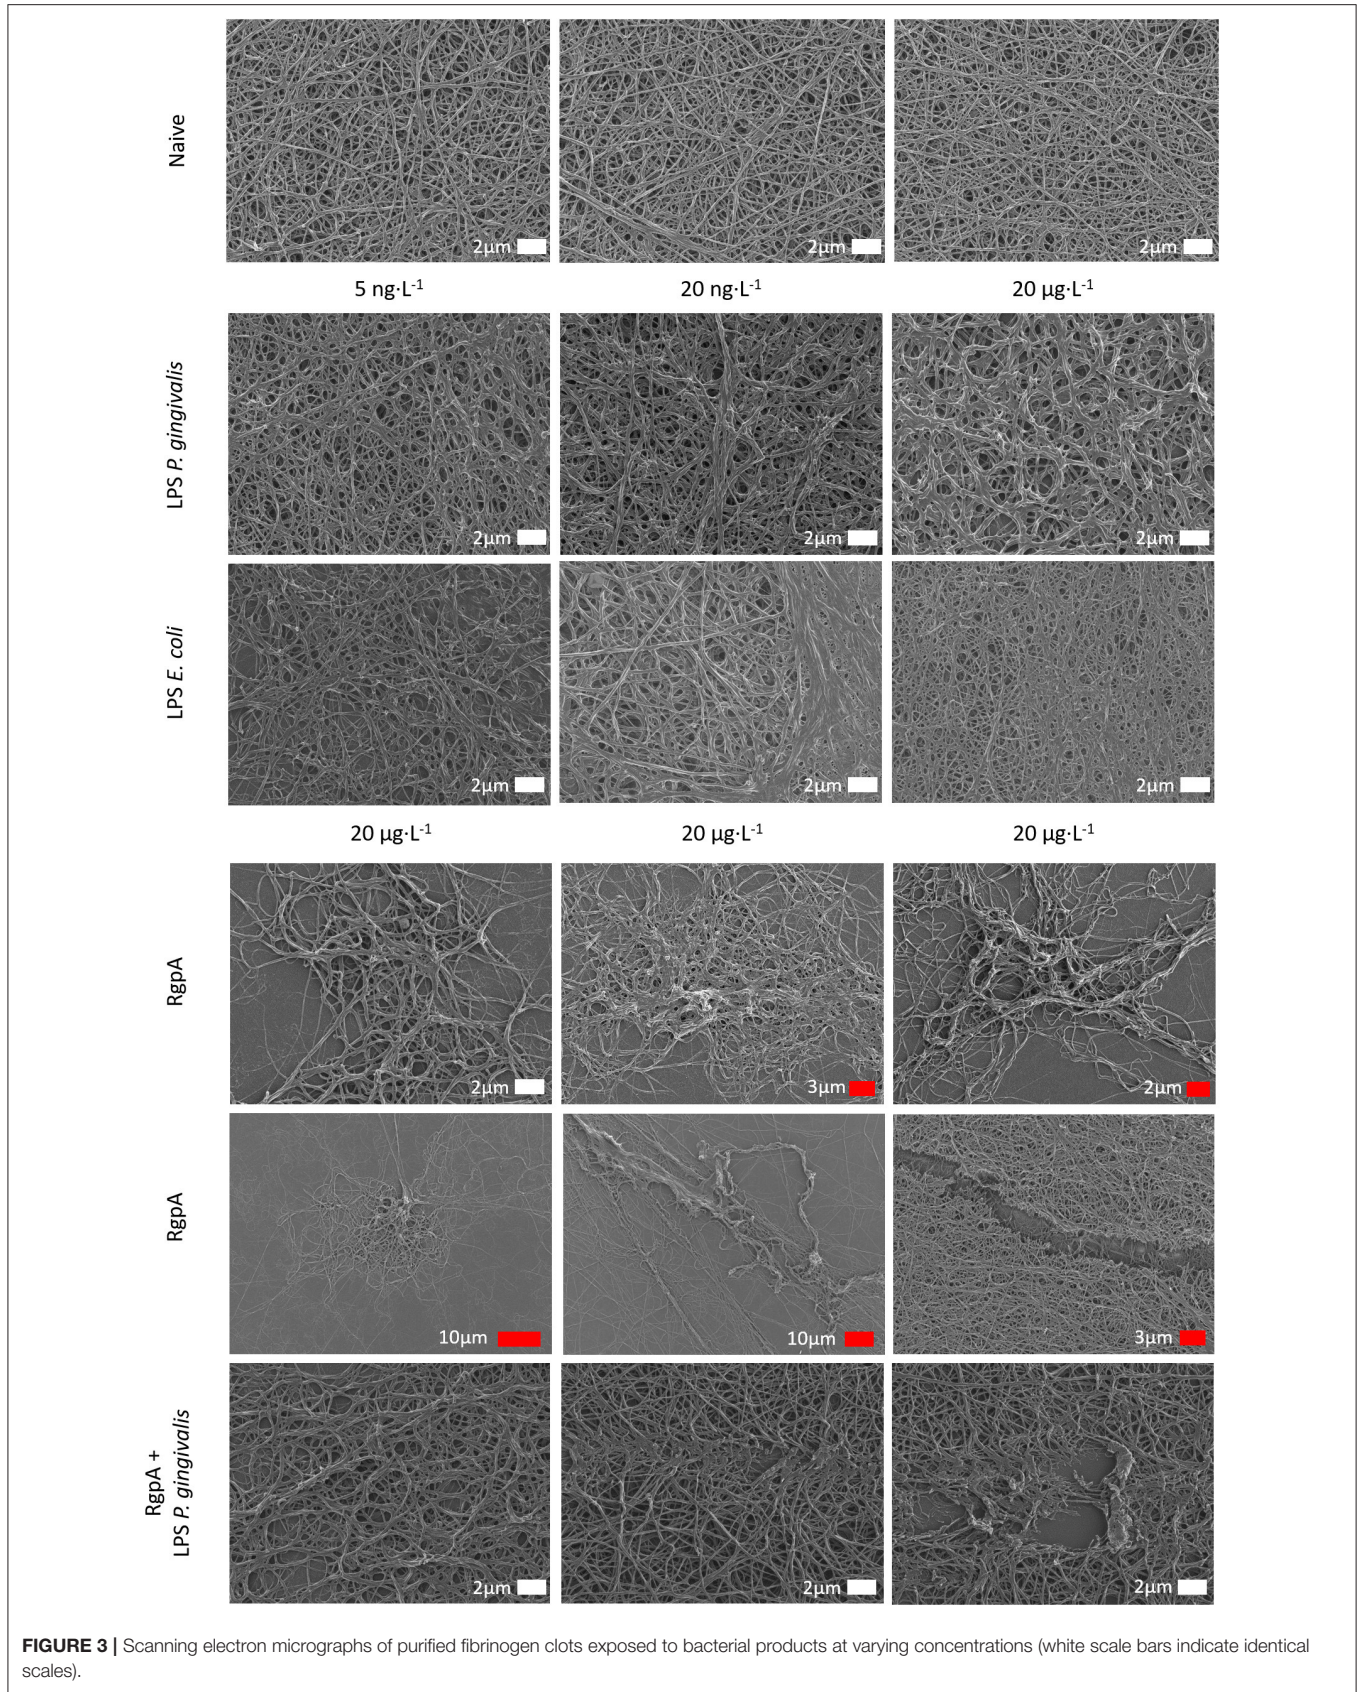 Naive
2µm 2µm 2µm
5 ng·L-1 20 ng·L-1 20 µg·L-1
LPS P. gingivalis
2µm 2µm 2µm
LPS E. coli
2µm 2µm 2µm
20 µg·L-1 20 µg·L-1 20 µg·L-1
RgpA
2µm 3µm 2µm
RgpA
10µm 10µm 3µm
RgpA +
LPS P. gingivalis
2µm 2µm 2µm
FIGURE 3 | Scanning electron micrographs of purified fibrinogen clots exposed to bacterial products at varying concentrations (white scale bars indicate identical
scales).